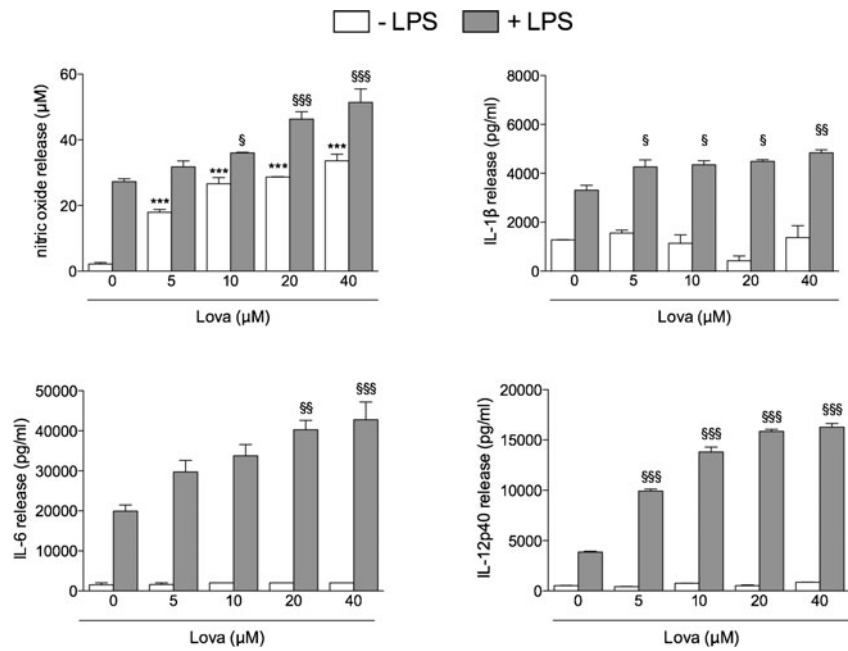 - LPS + LPS
nitric oxide release (µM)
60
40
20
0
*** *** *** ***
§ §§§ §§§
0 5 10 20 40
Lova (µM)
IL-1β release (pg/ml)
8000
6000
4000
2000
0
§ § § §§
0 5 10 20 40
Lova (µM)
IL-6 release (pg/ml)
50000
40000
30000
20000
10000
0
§§ §§§
0 5 10 20 40
Lova (µM)
IL-12p40 release (pg/ml)
20000
15000
10000
5000
0
§§§ §§§ §§§ §§§
0 5 10 20 40
Lova (µM)